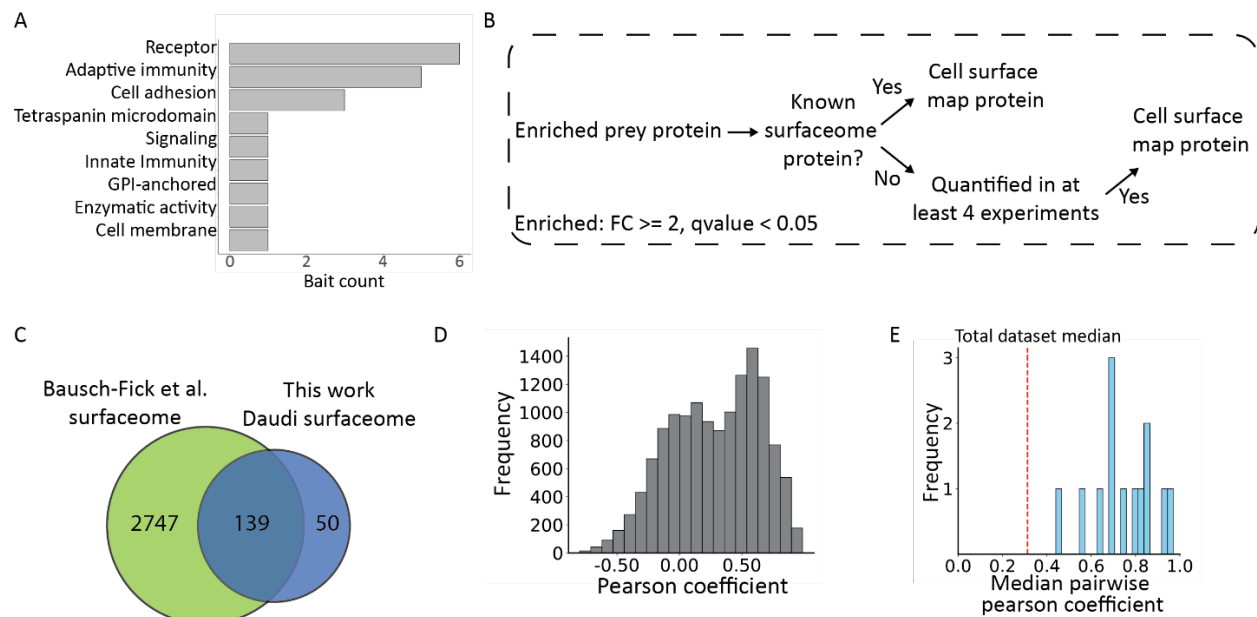 A
Receptor
Adaptive immunity
Cell adhesion
Tetraspanin microdomain
Signaling
Innate Immunity
GPI-anchored
Enzymatic activity
Cell membrane
0 2 4 6
Bait count
B
Enriched prey protein
Known
surfaceome
protein?
Yes
Cell surface
map protein
No
Quantified in at
least 4 experiments
Yes
Cell surface
map protein
Enriched: FC >= 2, qvalue < 0.05
C
Bausch-Fick et al.
surfaceome
This work
Daudi surfaceome
2747 139 50
D
Frequency
1400
1200
1000
800
600
400
200
0
-0.50 0.00 0.50
Pearson coefficient
E
Total dataset median
Frequency
3
2
1
0.0 0.2 0.4 0.6 0.8 1.0
Median pairwise
pearson coefficient